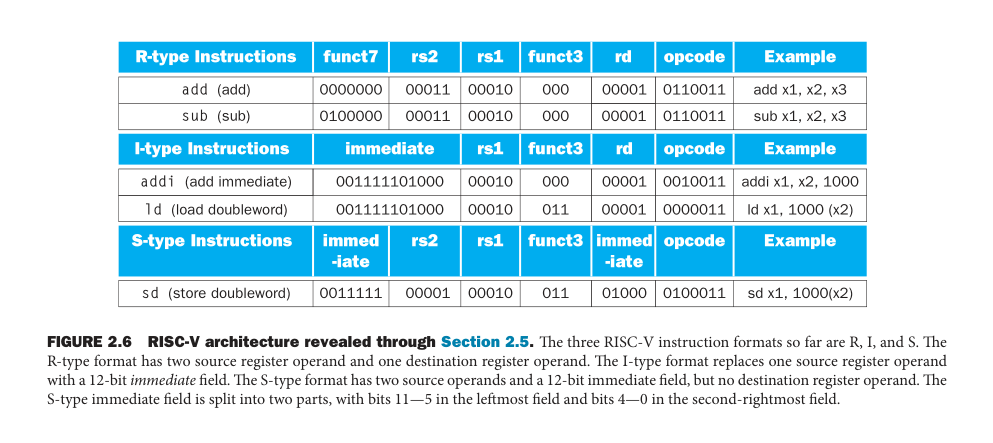 R-type Instructions funct7 rs2 rs1 funct3 rd opcode Example
add (add) 0000000 00011 00010 000 00001 0110011 add x1, x2, x3
sub (sub) 0100000 00011 00010 000 00001 0110011 sub x1, x2, x3
I-type Instructions immediate rs1 funct3 rd opcode Example
addi (add immediate) 001111101000 00010 000 00001 0010011 addi x1, x2, 1000
ld (load doubleword) 001111101000 00010 011 00001 0000011 ld x1, 1000 (x2)
S-type Instructions immed rs2 rs1 funct3 immed opcode Example
-iate -iate
sd (store doubleword) 0011111 00001 00010 011 01000 0100011 sd x1, 1000(x2)
FIGURE 2.6 RISC-V architecture revealed through Section 2.5. The three RISC-V instruction formats so far are R, I, and S. The
R-type format has two source register operand and one destination register operand. The I-type format replaces one source register operand
with a 12-bit immediate field. The S-type format has two source operands and a 12-bit immediate field, but no destination register operand. The
S-type immediate field is split into two parts, with bits 11—5 in the leftmost field and bits 4—0 in the second-rightmost field.